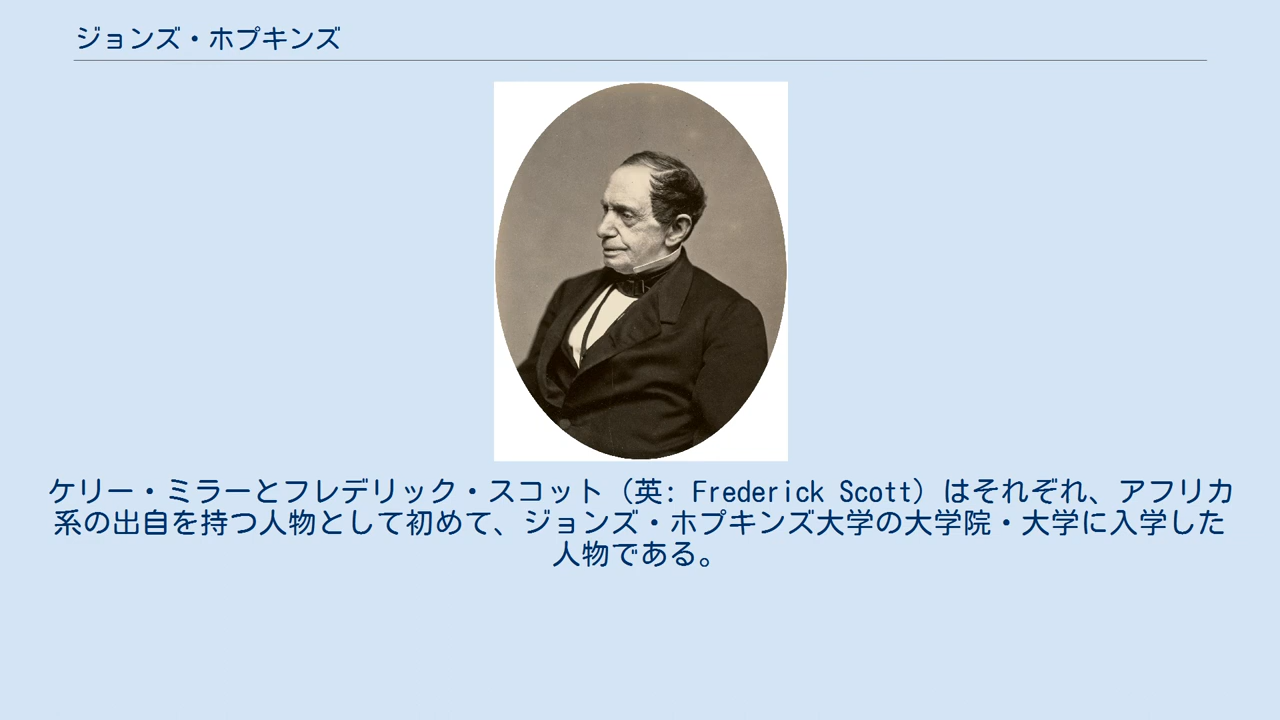 ジョンズ・ホプキンズ
ケリー・ミラーとフレデリック・スコット（英: Frederick Scott）はそれぞれ、アフリカ
系の出自を持つ人物として初めて、ジョンズ・ホプキンズ大学の大学院・大学に入学した
人物である。